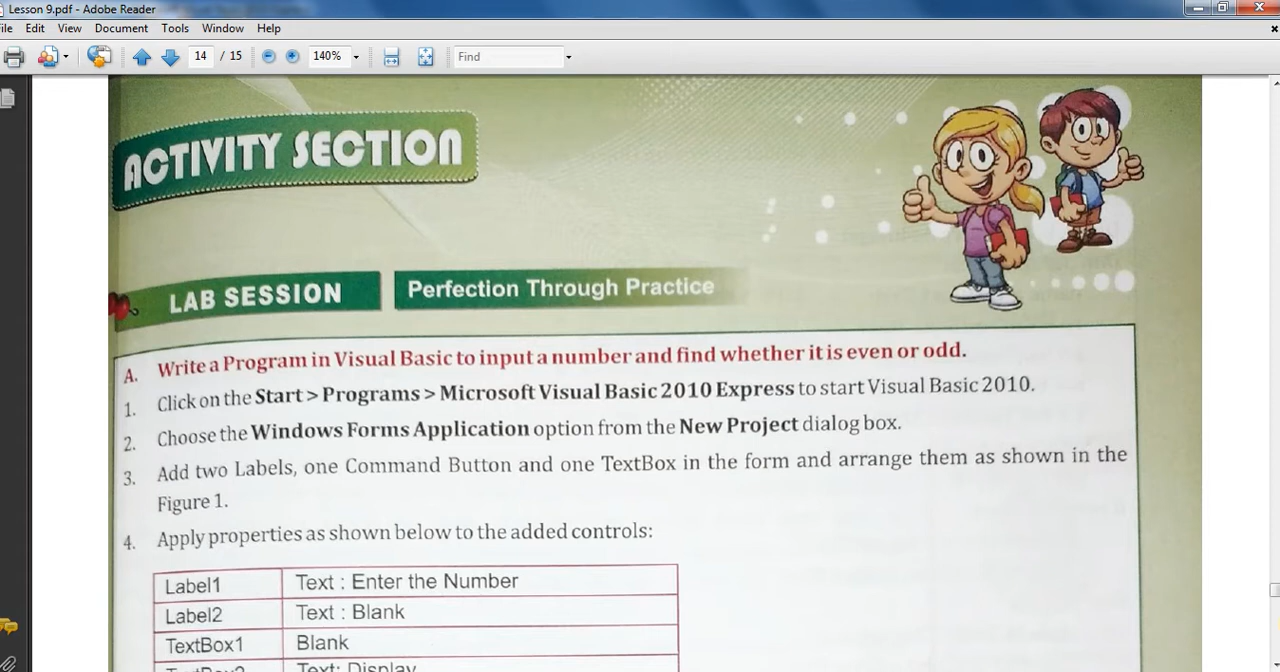 Lesson 9.pdf - Adobe Reader
File Edit View Document Tools Window Help
14 / 15 140% Find
ACTIVITY SECTION
LAB SESSION Perfection Through Practice
A. Write a Program in Visual Basic to input a number and find whether it is even or odd.
1. Click on the Start > Programs > Microsoft Visual Basic 2010 Express to start Visual Basic 2010.
2. Choose the Windows Forms Application option from the New Project dialog box.
3. Add two Labels, one Command Button and one TextBox in the form and arrange them as shown in the
Figure 1.
4. Apply properties as shown below to the added controls:
Label1 Text : Enter the Number
Label2 Text : Blank
TextBox1 Blank
Text: Display